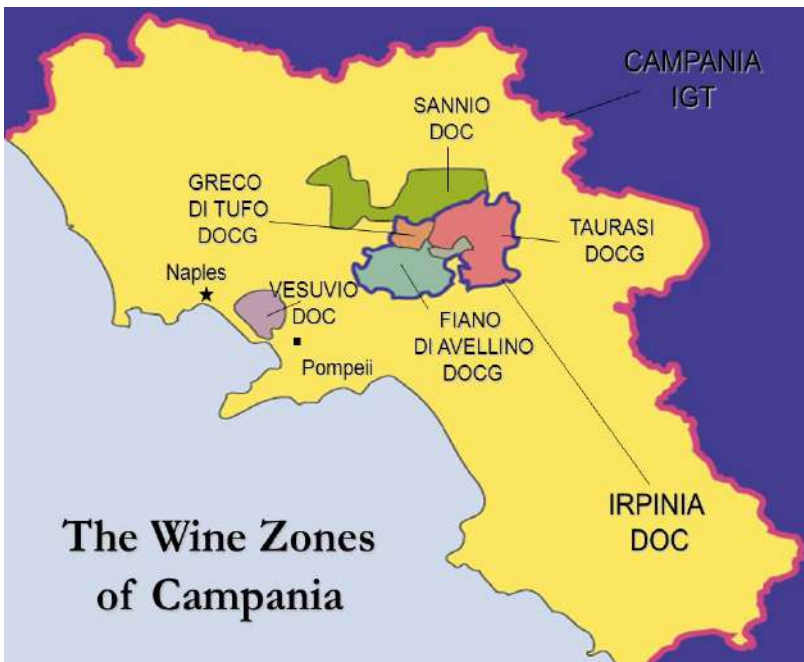 CAMPANIA
IGT
SANNIO
DOC
GRECO
DI TUFO
DOCG
TAURASI
DOCG
Naples
VESUVIO
DOC
FIANO
DI AVELLINO
DOCG
Pompeii
IRPINIA
DOC
The Wine Zones
of Campania